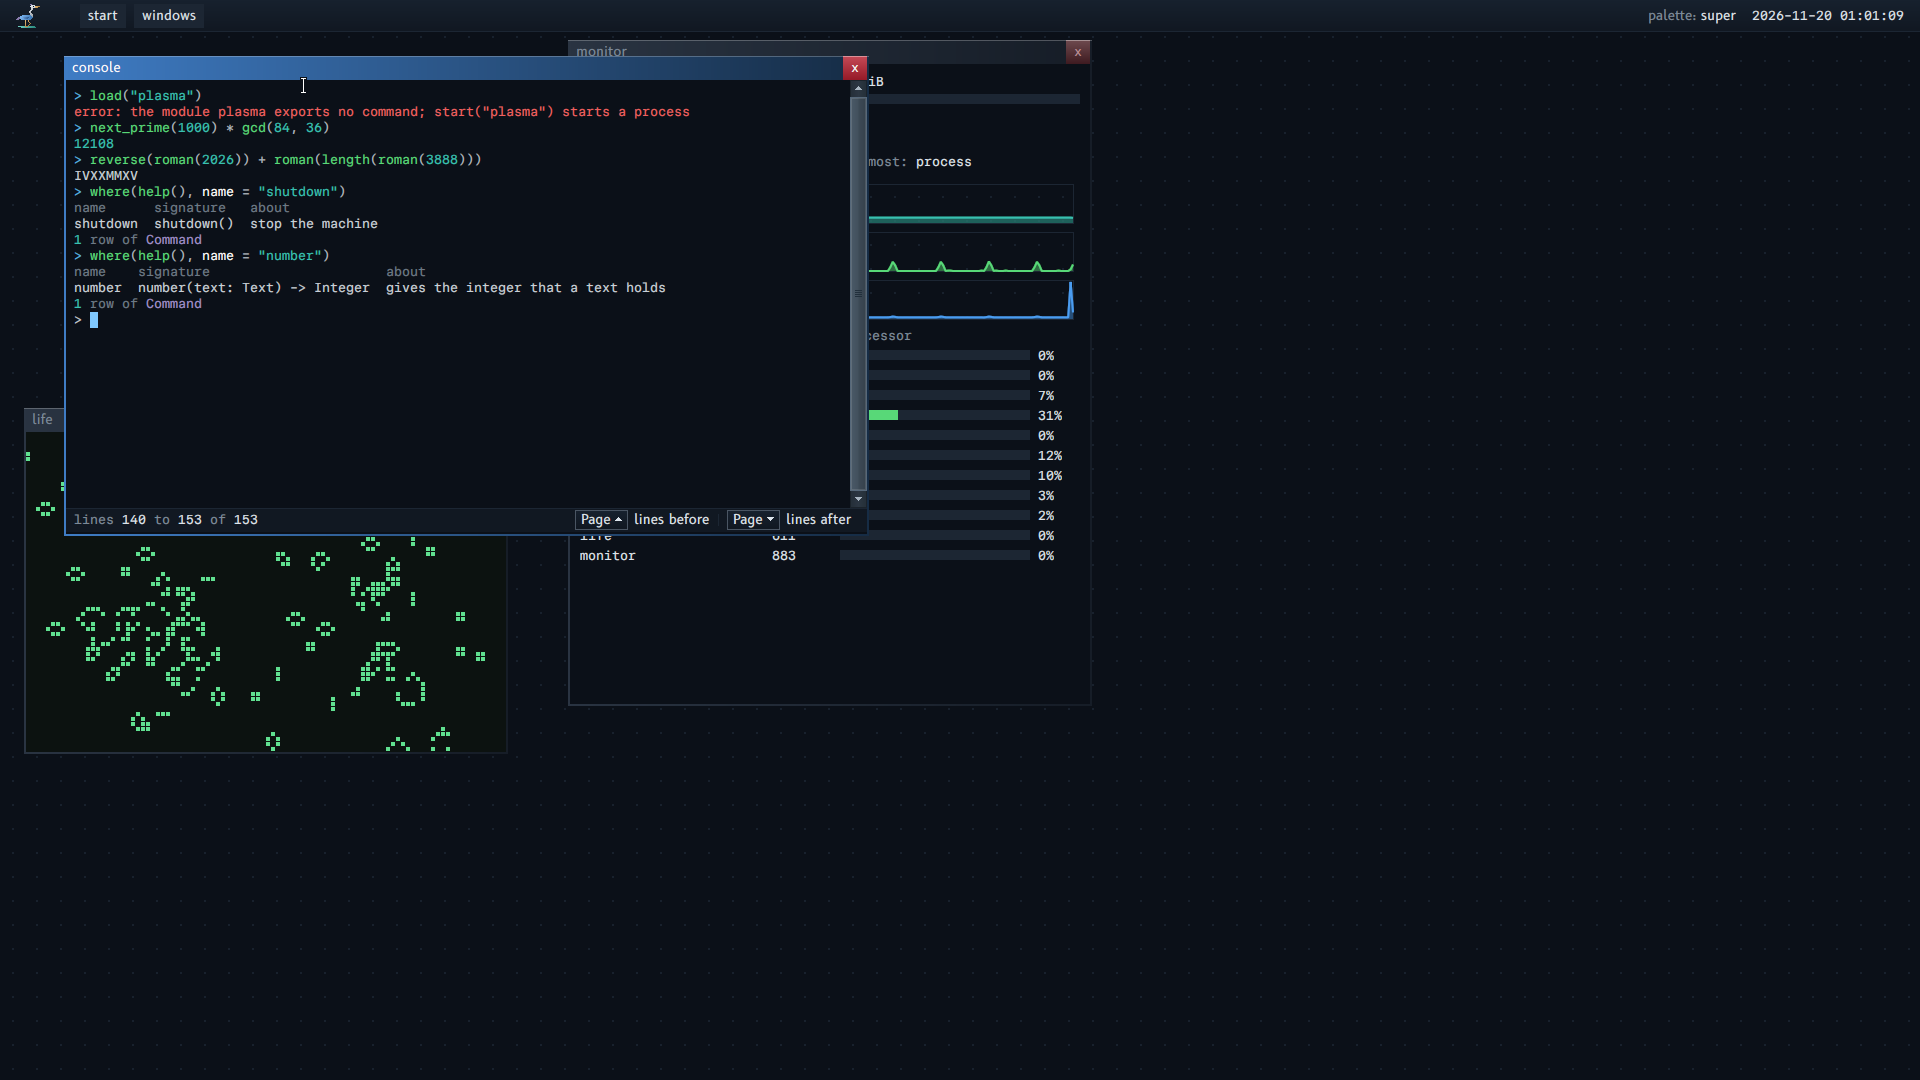 start windows palette: super 2026-11-20 01:01:09
monitor x
console x
iB
> load("plasma")
error: the module plasma exports no command; start("plasma") starts a process
> next_prime(1000) * gcd(84, 36)
12108
> reverse(roman(2026)) + roman(length(roman(3888)))
IVXXMMXV
> where(help(), name = "shutdown")
name signature about
shutdown shutdown() stop the machine
1 row of Command
> where(help(), name = "number")
name signature about
number number(text: Text) -> Integer gives the integer that a text holds
1 row of Command
>
lines 140 to 153 of 153 Page lines before Page lines after
most: process
cessor
0%
0%
7%
31%
0%
12%
10%
3%
2%
life 611 0%
monitor 883 0%
life